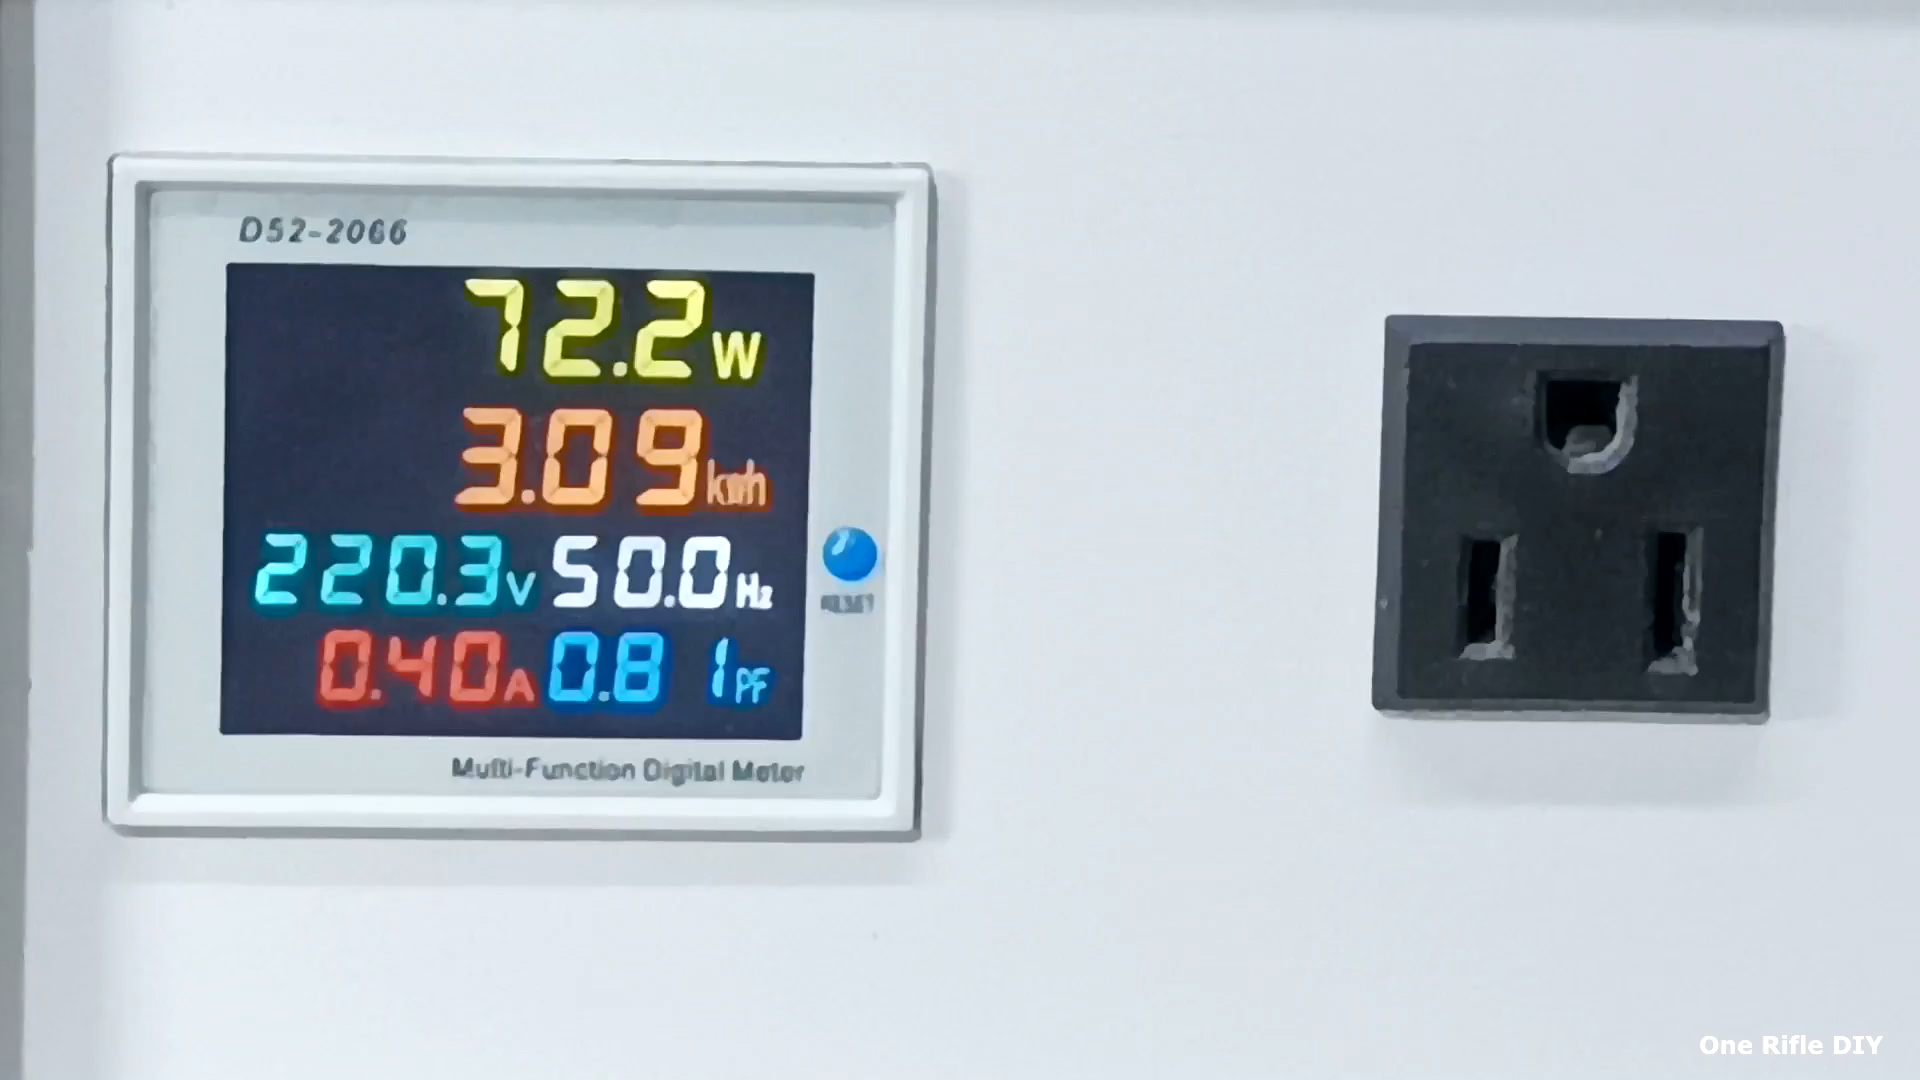 D52-2066
72.2W
3.09kwh
220.3V 50.0Hz
0.40A 0.81PF
RESET
Multi-Function Digital Meter
One Rifle DIY